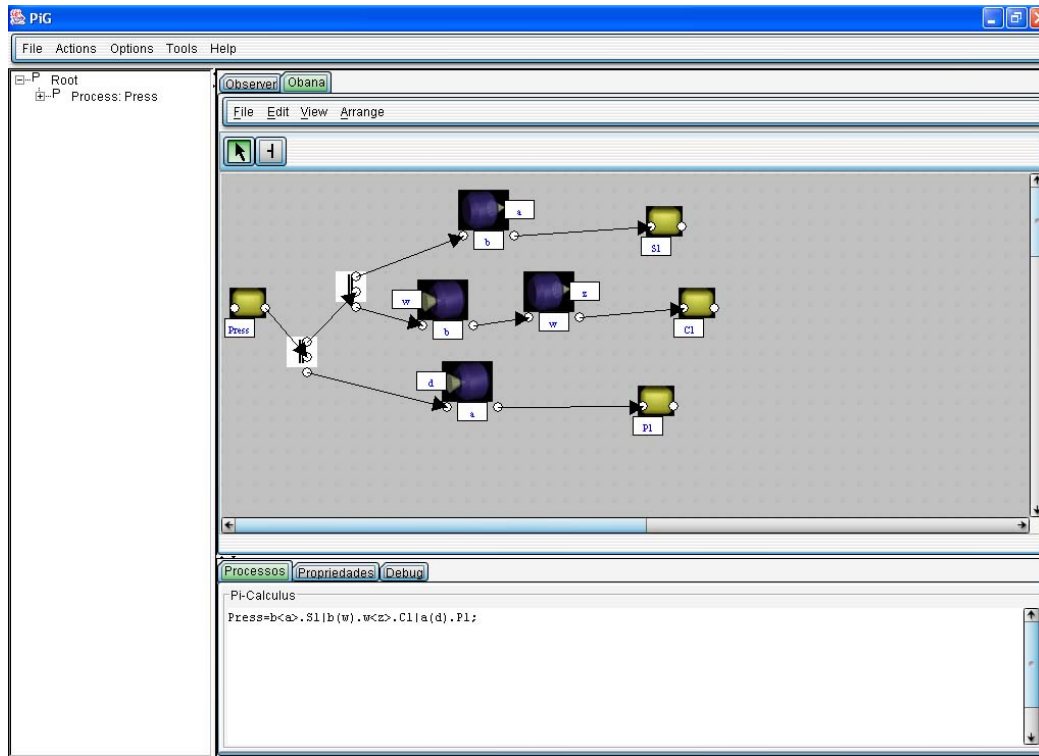 PiG
File Actions Options Tools Help
P Root
P Process: Press
Observer Obana
File Edit View Arrange
a
b
S1
w
b
z
w
C1
Press
d
a
P1
Processos Propriedades Debug
Pi-Calculus
Press=b<a>.S1|b(w).w<z>.C1|a(d).P1;